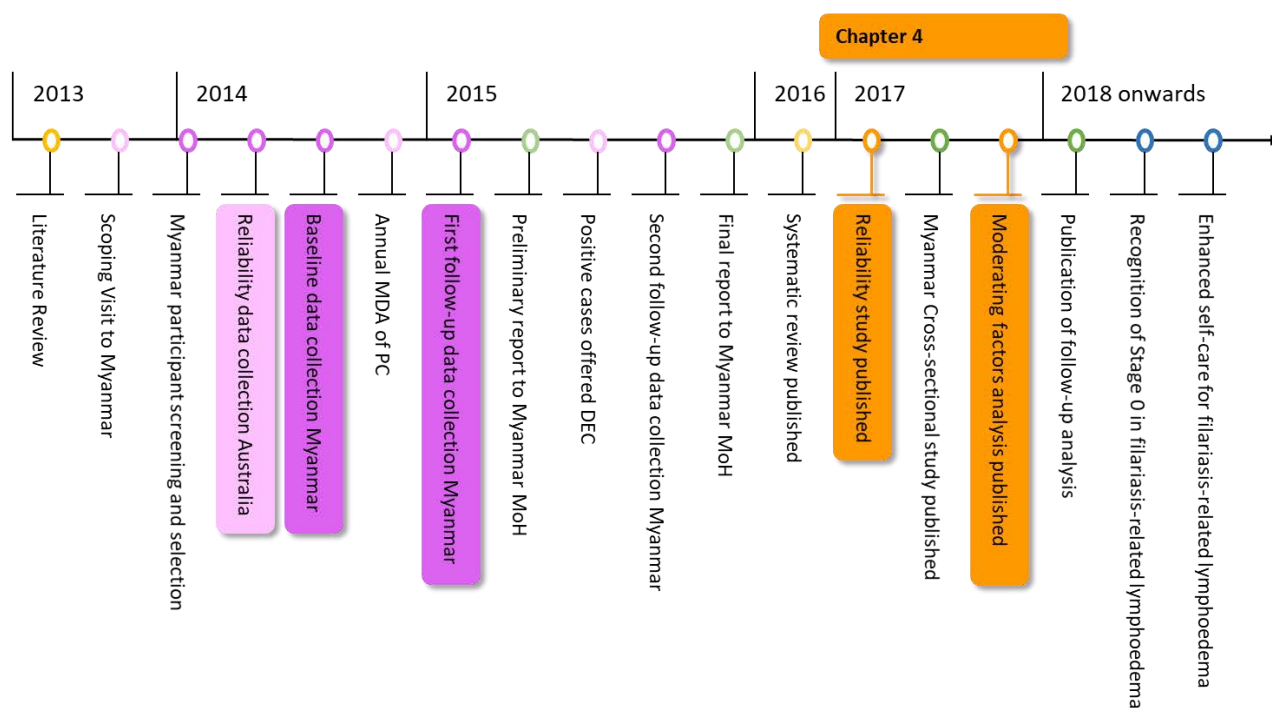 Chapter 4
2013
2014
2015
2016
2017
2018 onwards
Literature Review
Scoping Visit to Myanmar
Myanmar participant screening and selection
Reliability data collection Australia
Baseline data collection Myanmar
Annual MDA of PC
First follow-up data collection Myanmar
Preliminary report to Myanmar MoH
Positive cases offered DEC
Second follow-up data collection Myanmar
Final report to Myanmar MoH
Systematic review published
Reliability study published
Myanmar Cross-sectional study published
Moderating factors analysis published
Publication of follow-up analysis
Recognition of Stage 0 in filariasis-related lymphoedema
Enhanced self-care for filariasis-related lymphoedema